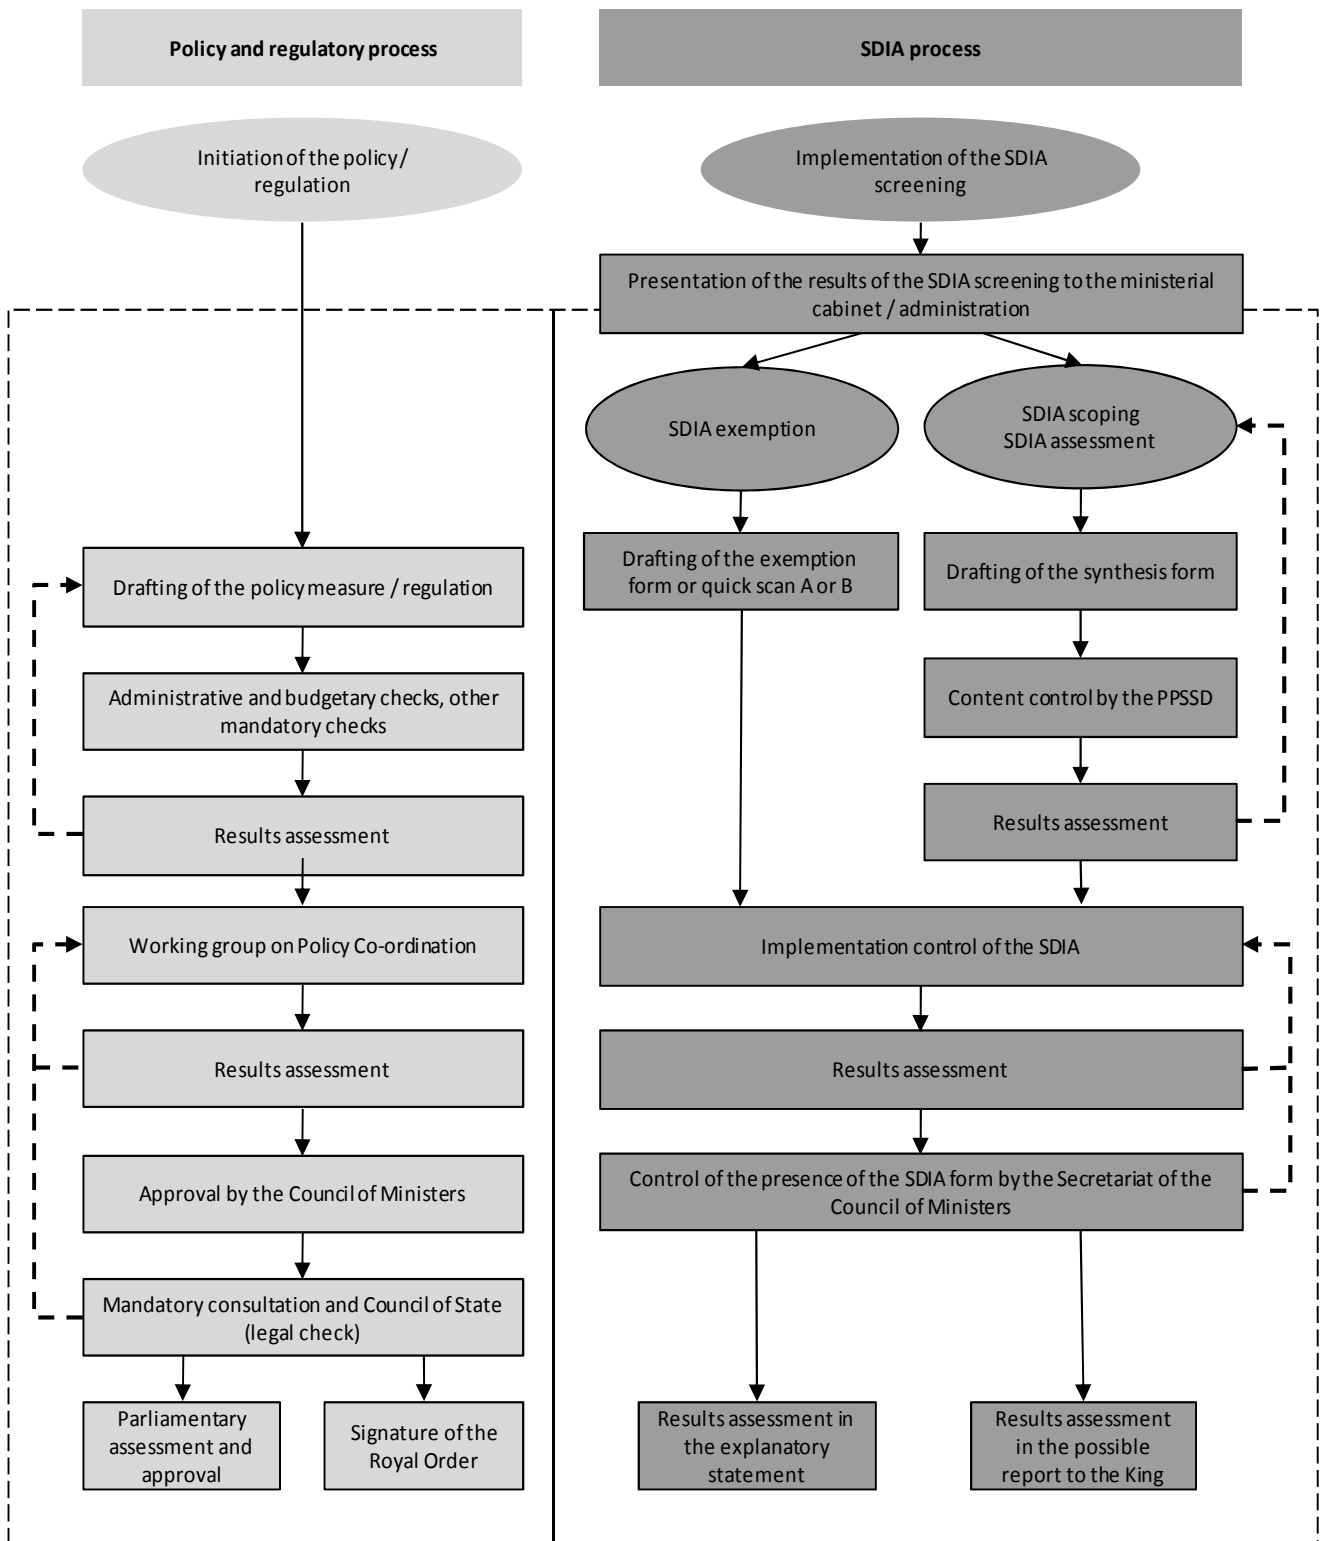 Policy and regulatory process
SDIA process
Initiation of the policy /
regulation
Implementation of the SDIA
screening
Presentation of the results of the SDIA screening to the ministerial
cabinet / administration
SDIA exemption
SDIA scoping
SDIA assessment
Drafting of the policy measure / regulation
Drafting of the exemption
form or quick scan A or B
Drafting of the synthesis form
Administrative and budgetary checks, other
mandatory checks
Content control by the PPSSD
Results assessment
Results assessment
Working group on Policy Co-ordination
Implementation control of the SDIA
Results assessment
Results assessment
Approval by the Council of Ministers
Control of the presence of the SDIA form by the Secretariat of the
Council of Ministers
Mandatory consultation and Council of State
(legal check)
Parliamentary
assessment and
approval
Signature of the
Royal Order
Results assessment in
the explanatory
statement
Results assessment
in the possible
report to the King